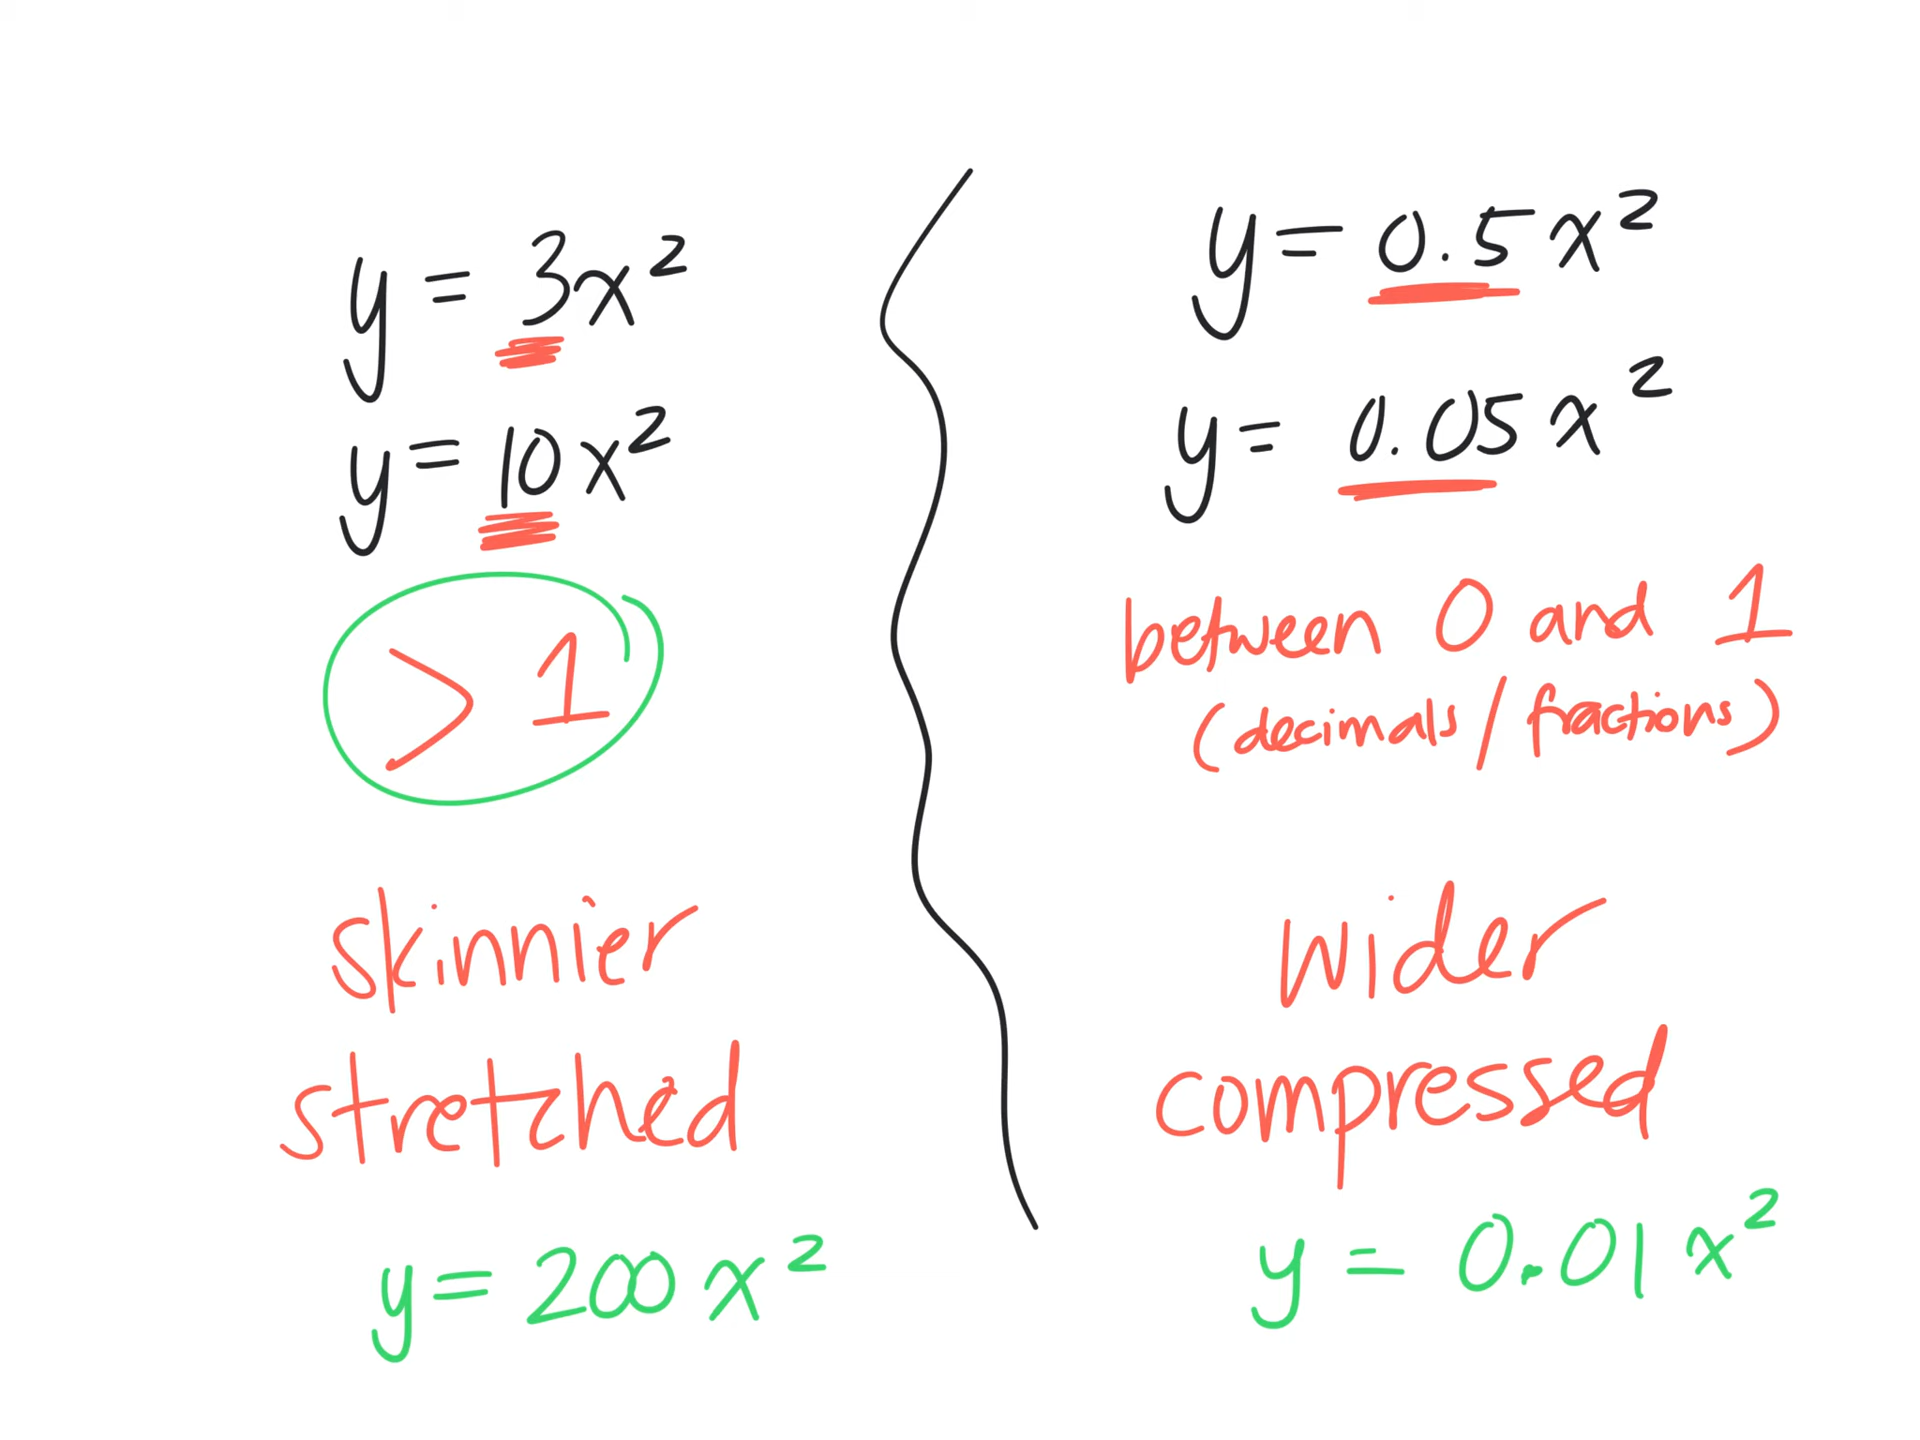 y = 3x²
y = 10x²
> 1
skinnier
stretched
y = 200x²
y = 0.5x²
y = 0.05x²
between 0 and 1
(decimals/fractions)
wider
compressed
y = 0.01x²